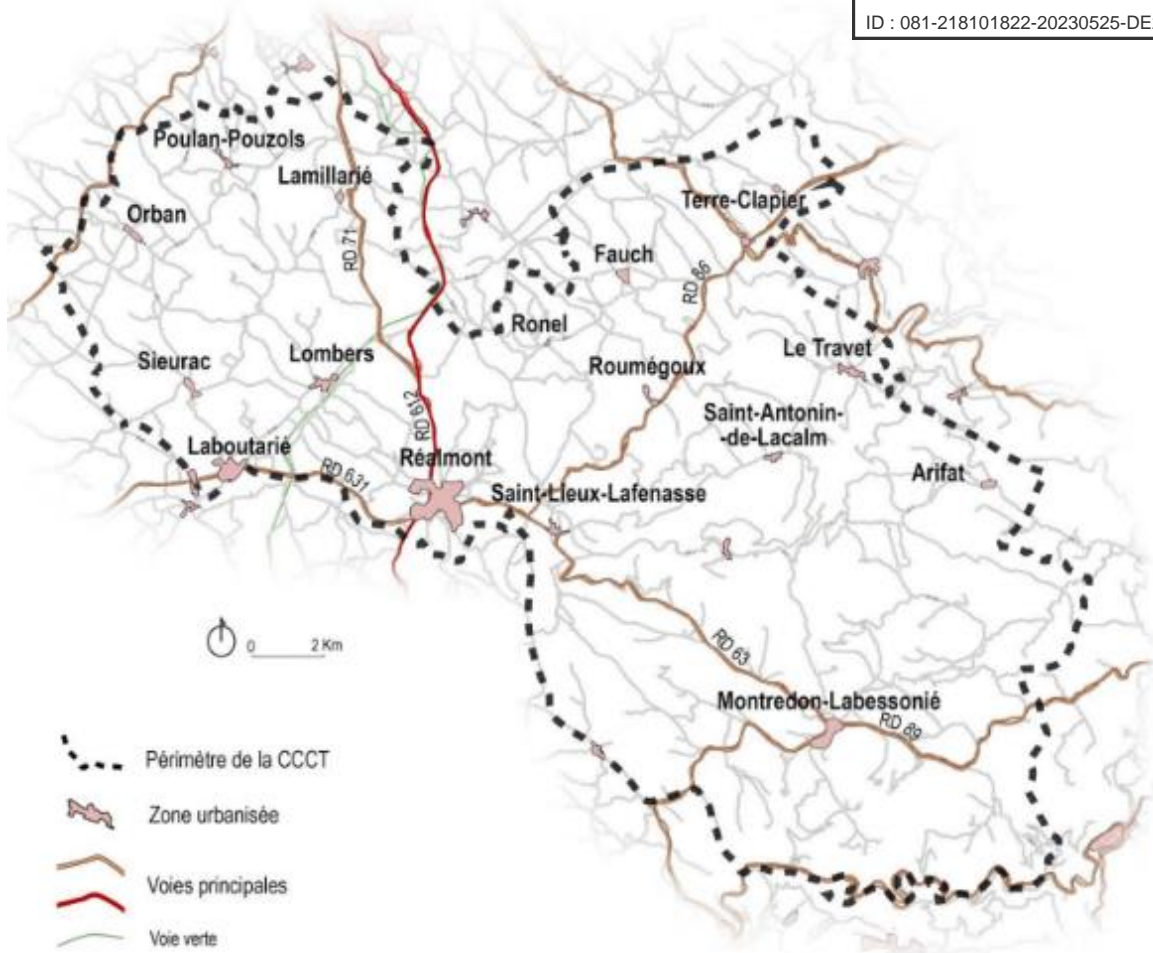 ID : 081-218101822-20230525-DE
Poulan-Pouzols
Lamillarié
Terre-Clapier
Orban
RD 71
Fauch
RD 86
Ronel
Sieurac
Lombers
Le Travet
Roumégoux
RD 612
Saint-Antonin-
-de-Lacalm
Laboutarié
Réalmont
Arifat
RD 631
Saint-Lieux-Lafenasse
0 2 Km
RD 63
Montredon-Labessonié
RD 89
Périmètre de la CCCT
Zone urbanisée
Voies principales
Voie verte